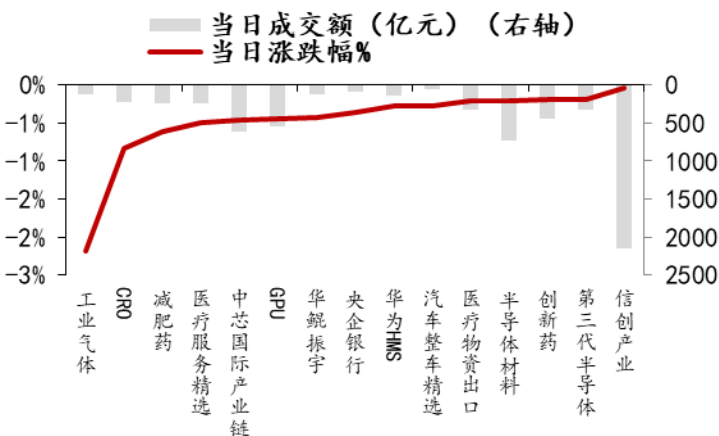 当日成交额（亿元）（右轴）
当日涨跌幅%
0%
-1%
-1%
-2%
-2%
-3%
0
500
1000
1500
2000
2500
工业气体
CRO
减肥药
医疗服务精选
中芯国际产业链
GPU
华鲲振宇
央企银行
华为HMS
汽车整车精选
医疗物资出口
半导体材料
创新药
第三代半导体
信创产业